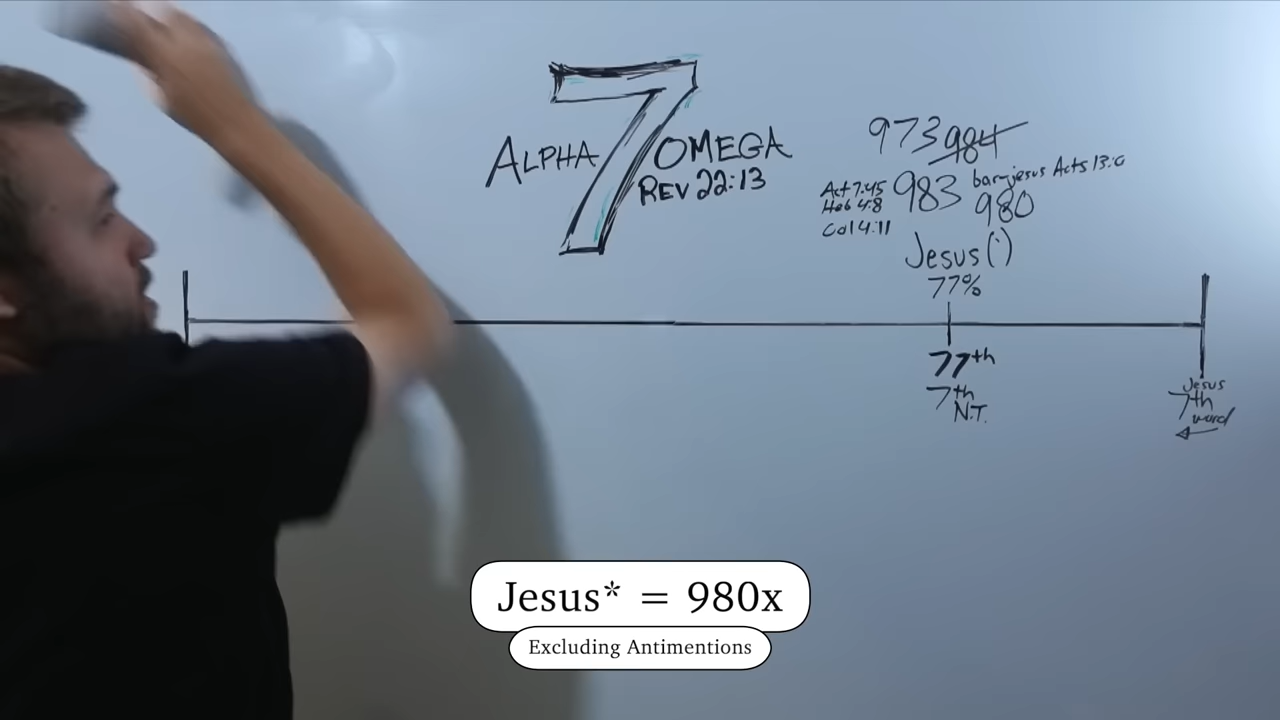 7
ALPHA OMEGA
REV 22:13
973 984
bar-jesus Acts 13:6
Act 7:45 983 980
Heb 4:8
Col 4:11
Jesus(')
77%
77th
7th
N.T.
Jesus
7th
word
Jesus* = 980x
Excluding Antimentions